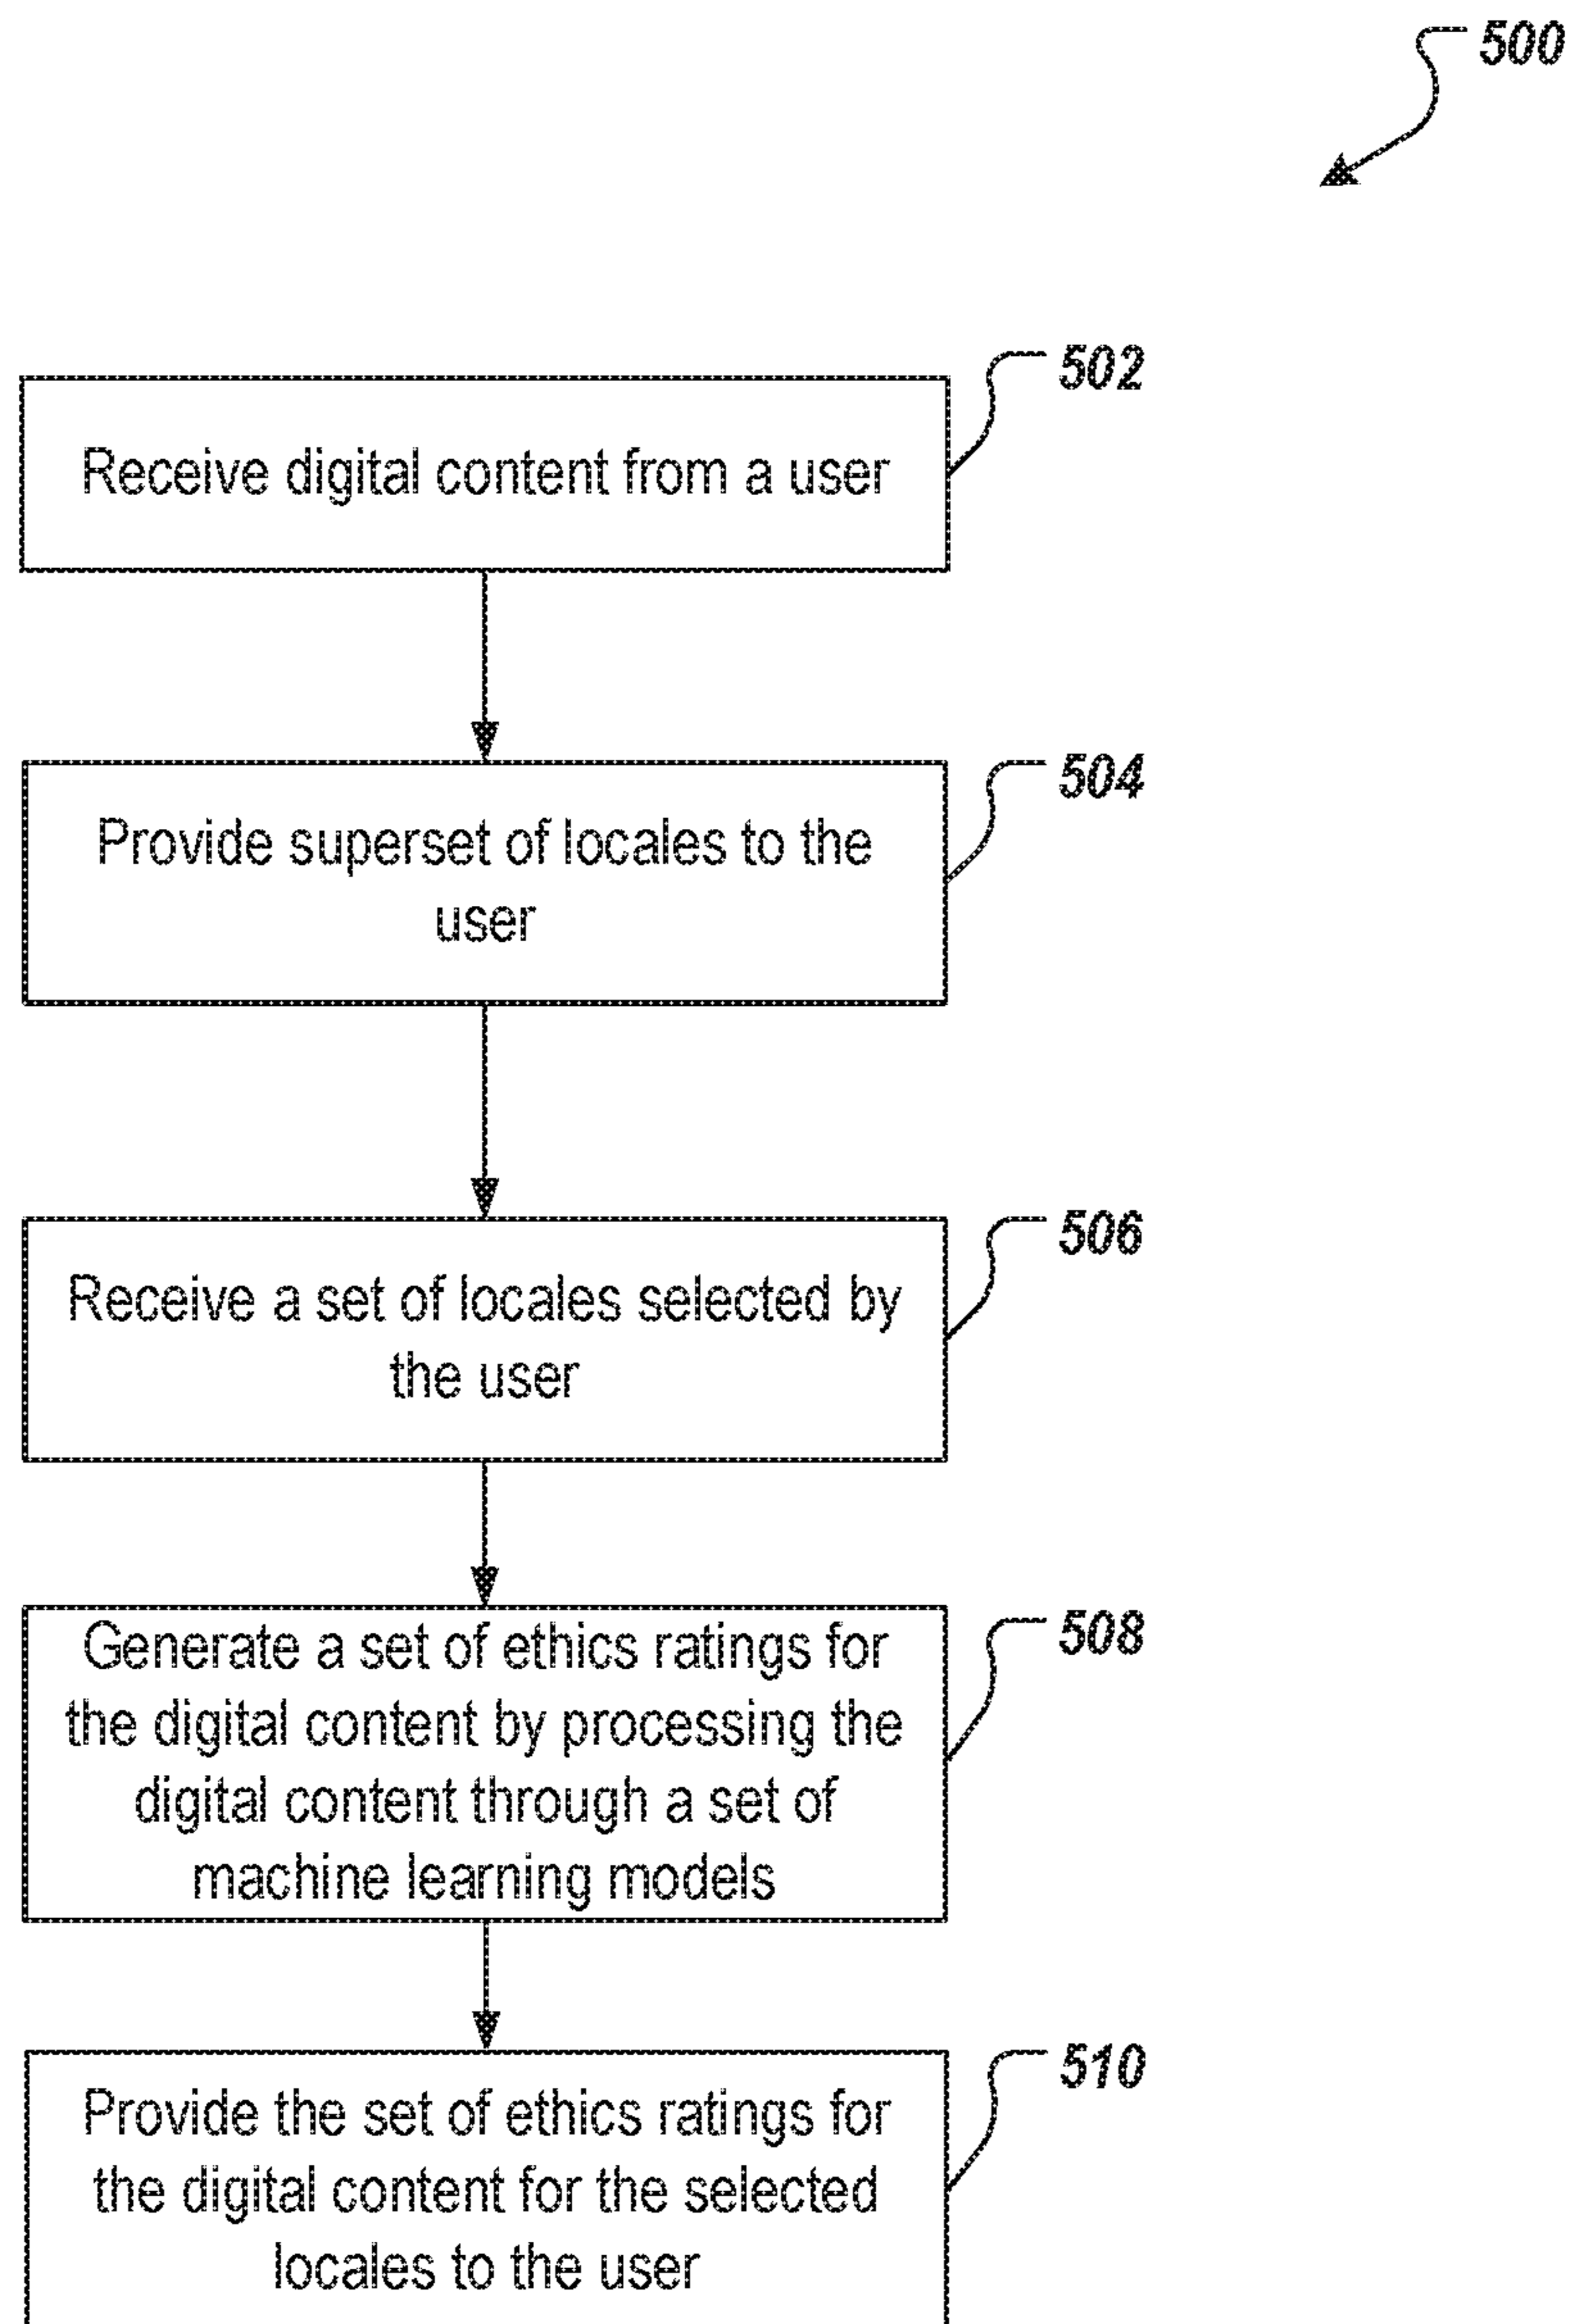 500
502
Receive digital content from a user
504
Provide superset of locales to the
user
506
Receive a set of locales selected by
the user
508
Generate a set of ethics ratings for
the digital content by processing the
digital content through a set of
machine learning models
510
Provide the set of ethics ratings for
the digital content for the selected
locales to the user